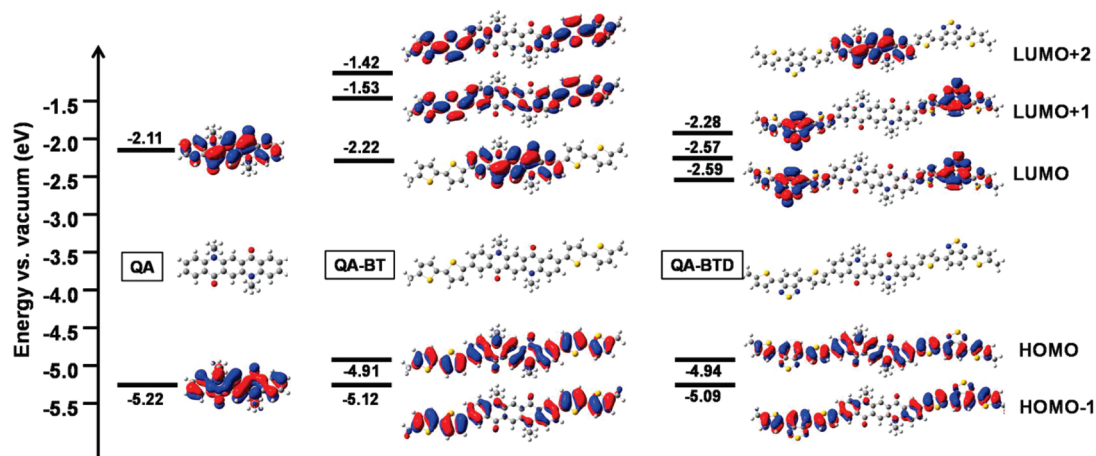 Energy vs. vacuum (eV)
-1.5
-2.0
-2.5
-3.0
-3.5
-4.0
-4.5
-5.0
-5.5
-2.11
QA
-5.22
-1.42
-1.53
-2.22
QA-BT
-4.91
-5.12
-2.28
-2.57
-2.59
QA-BTD
-4.94
-5.09
LUMO+2
LUMO+1
LUMO
HOMO
HOMO-1